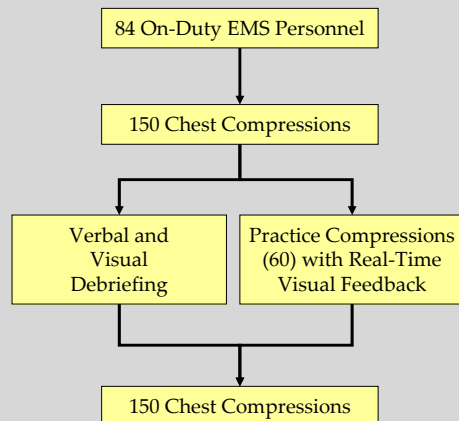 84 On-Duty EMS Personnel
150 Chest Compressions
Verbal and
Visual
Debriefing
Practice Compressions
(60) with Real-Time
Visual Feedback
150 Chest Compressions